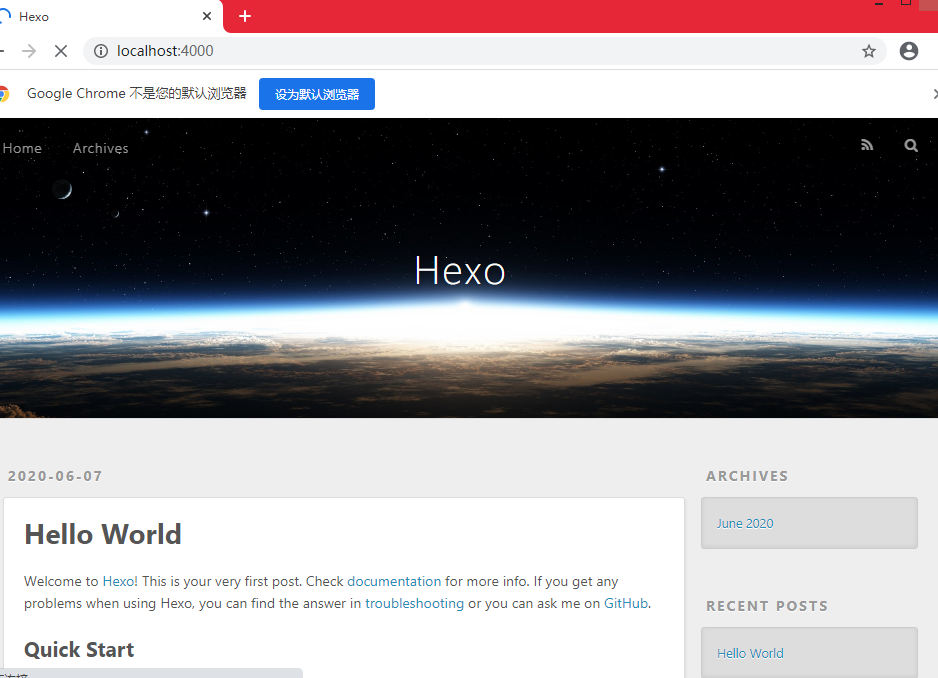 Hexo
localhost:4000
Google Chrome 不是您的默认浏览器 设为默认浏览器
Home Archives
Hexo
2020-06-07
Hello World
Welcome to Hexo! This is your very first post. Check documentation for more info. If you get any
problems when using Hexo, you can find the answer in troubleshooting or you can ask me on GitHub.
Quick Start
ARCHIVES
June 2020
RECENT POSTS
Hello World